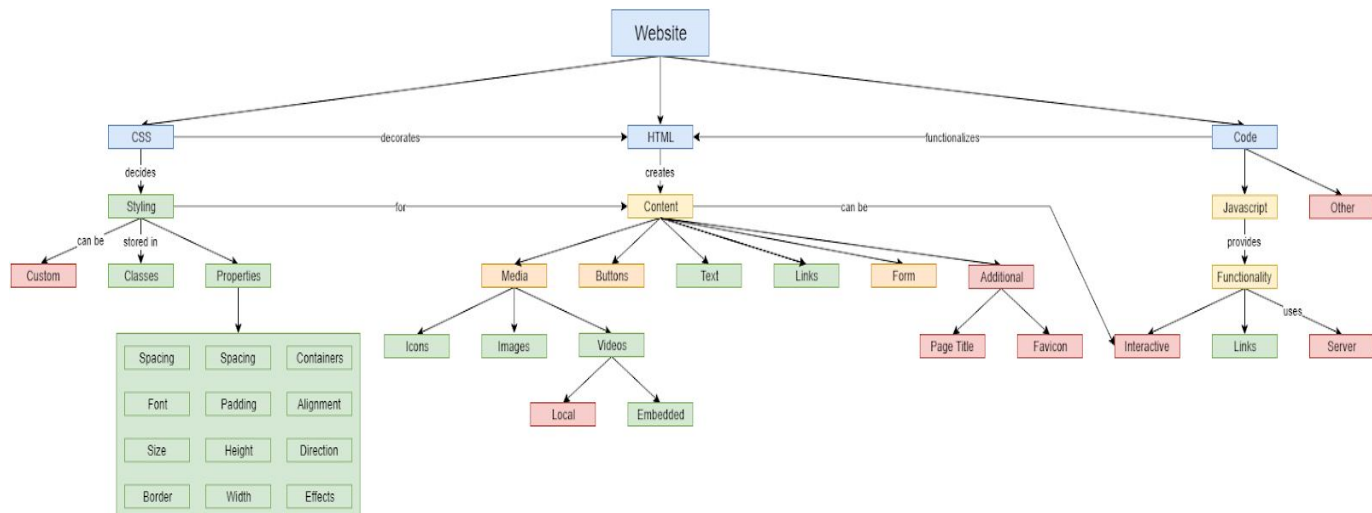 Website
CSS
decorates
HTML
functionalizes
Code
decides
creates
Styling
for
Content
can be
Javascript
Other
can be
stored in
provides
Custom
Classes
Properties
Media
Buttons
Text
Links
Form
Additional
Functionality
uses
Icons
Images
Videos
Page Title
Favicon
Interactive
Links
Server
Spacing
Spacing
Containers
Local
Embedded
Font
Padding
Alignment
Size
Height
Direction
Border
Width
Effects